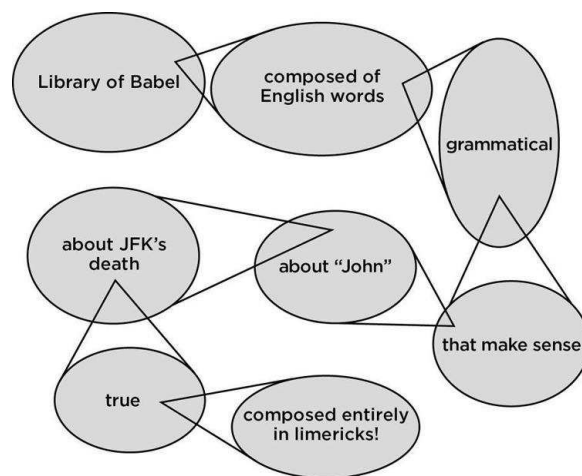 Library of Babel
composed of
English words
grammatical
that make sense
about “John”
about JFK’s
death
true
composed entirely
in limericks!